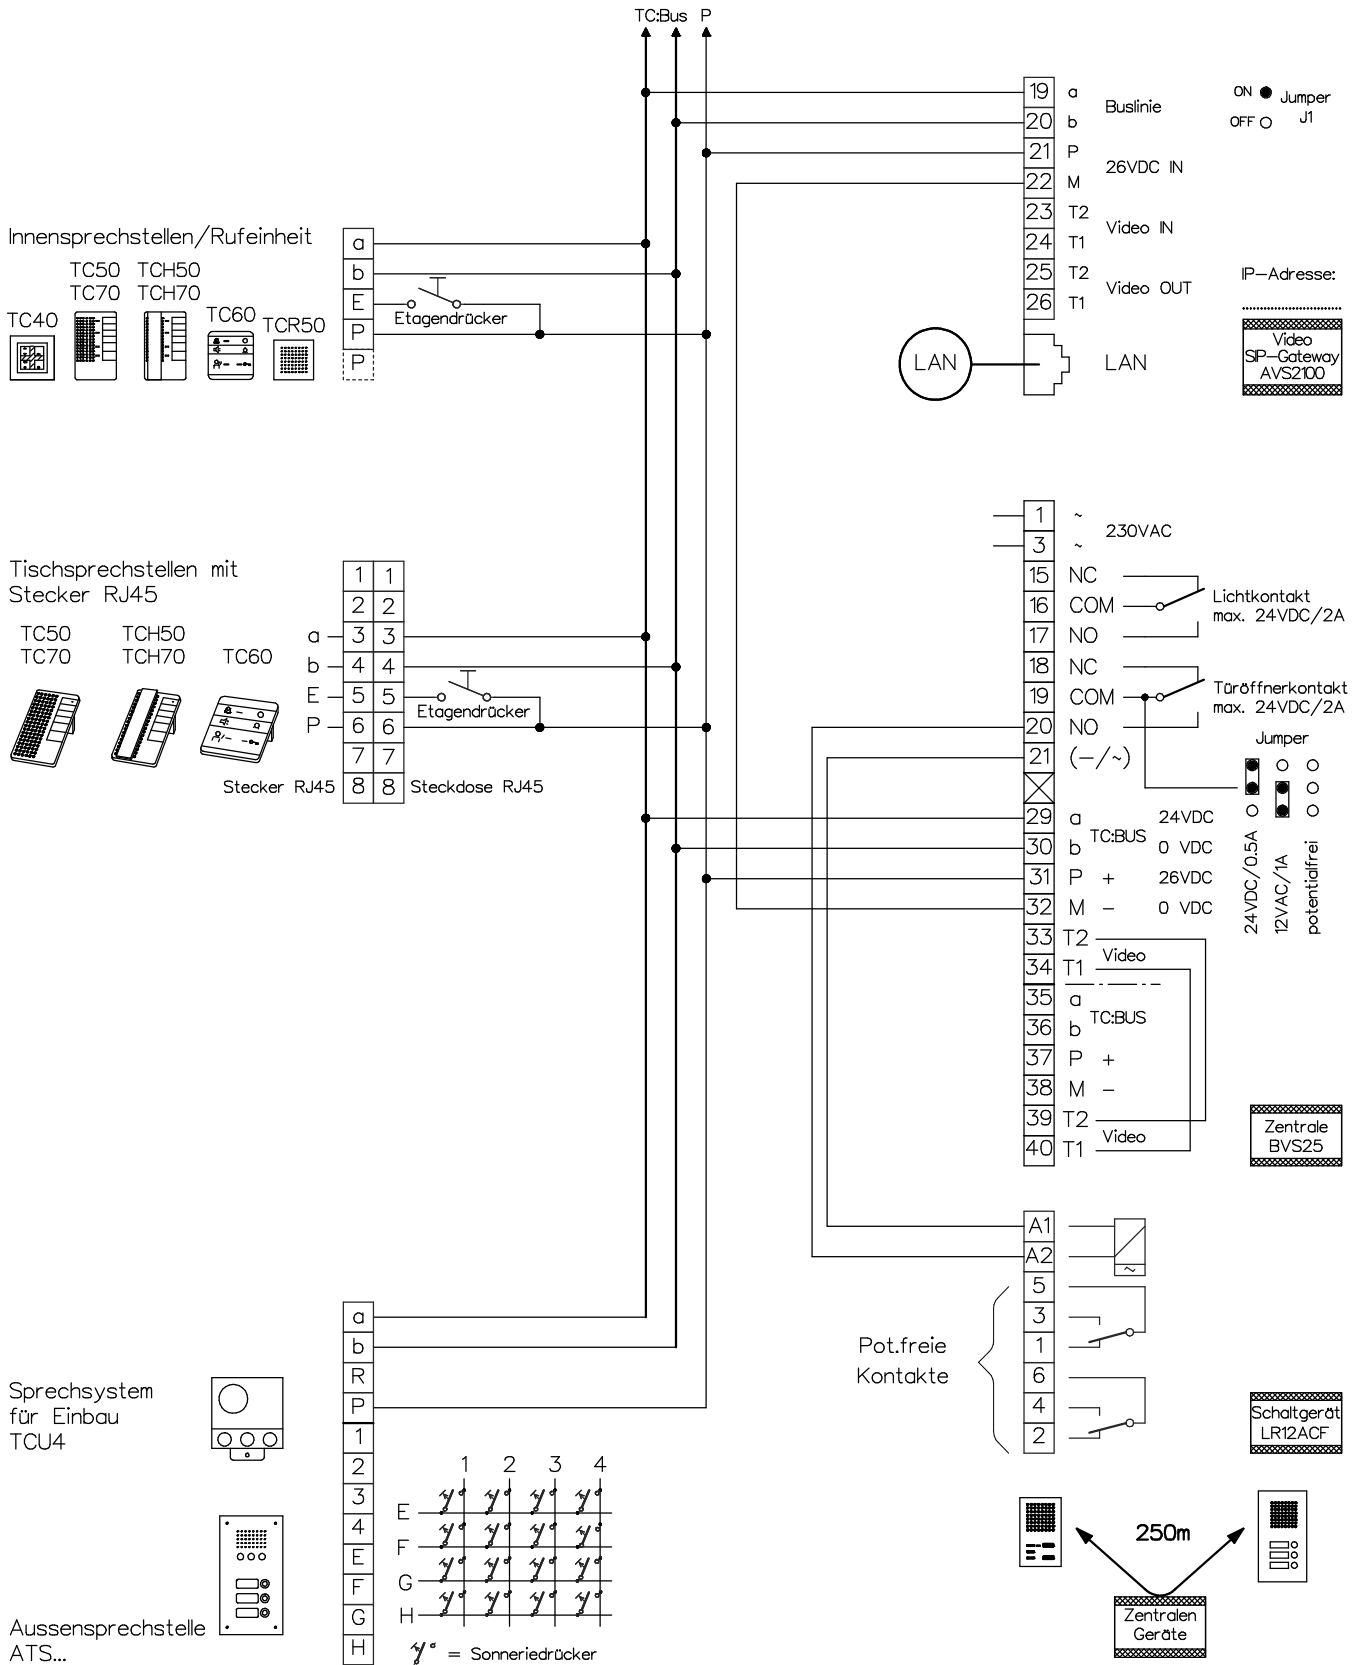 TC:Bus P
19 a
Buslinie
20 b
21 P
26VDC IN
22 M
23 T2
Video IN
24 T1
25 T2
Video OUT
26 T1
LAN
LAN
ON Jumper
OFF J1
IP-Adresse:
Video
SIP-Gateway
AVS2100
Innensprechstellen/Rufeinheit
TC50 TCH50
TC70 TCH70
TC40
TC60
TCR50
a
b
E
P
P
Etagendrücker
Tischsprechstellen mit
Stecker RJ45
TC50 TCH50
TC70 TCH70 TC60
1 1
2 2
a 3 3
b 4 4
E 5 5
P 6 6
7 7
Stecker RJ45 8 8 Steckdose RJ45
Etagendrücker
1 ~
230VAC
3 ~
15 NC
16 COM
17 NO
Lichtkontakt
max. 24VDC/2A
18 NC
19 COM
20 NO
Türöffnerkontakt
max. 24VDC/2A
21 (-/~)
Jumper
24VDC/0.5A
12VAC/1A
potentialfrei
29 a 24VDC
TC:BUS
30 b 0 VDC
31 P + 26VDC
32 M - 0 VDC
33 T2
Video
34 T1
35 a
TC:BUS
36 b
37 P +
38 M -
39 T2
Video
40 T1
Zentrale
BVS25
A1
A2
~
5
3
1
6
4
2
Pot.freie
Kontakte
Schaltgerät
LR12ACF
Sprechsystem
für Einbau
TCU4
a
b
R
P
1
2
3
4
E
F
G
H
1 2 3 4
E
F
G
H
= Sonneriedrücker
Aussensprechstelle
ATS...
250m
Zentralen
Geräte